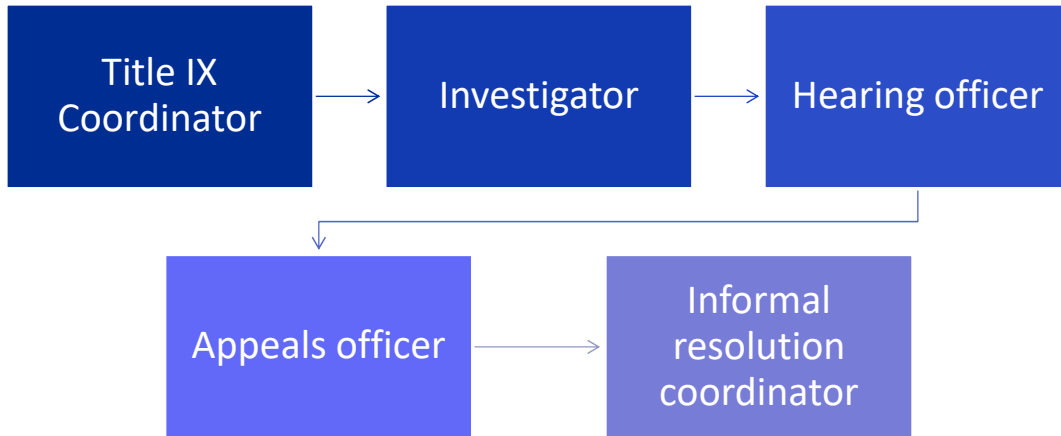 Title IX
Coordinator
Investigator
Hearing officer
Appeals officer
Informal
resolution
coordinator